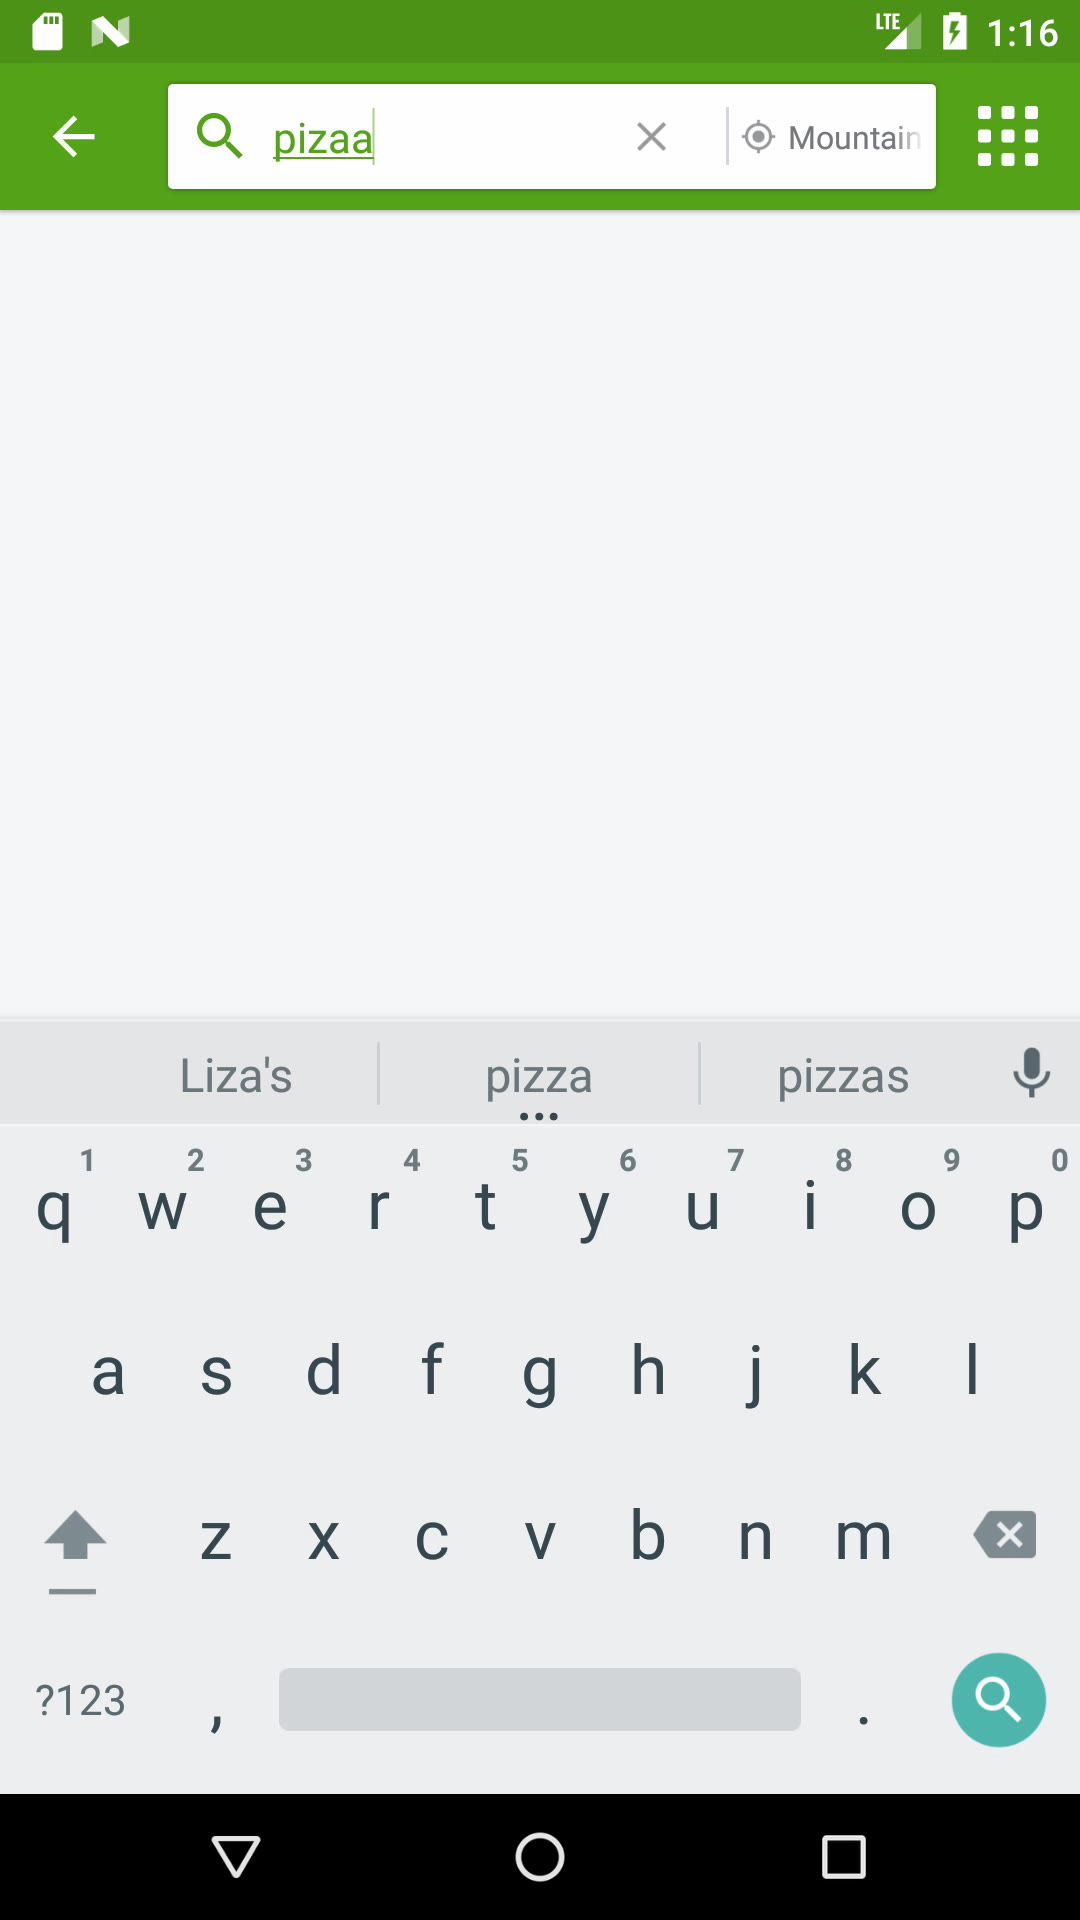 LTE 1:16
pizaa Mountain
Liza's pizza pizzas
1 2 3 4 5 6 7 8 9 0
q w e r t y u i o p
a s d f g h j k l
z x c v b n m
?123 , .